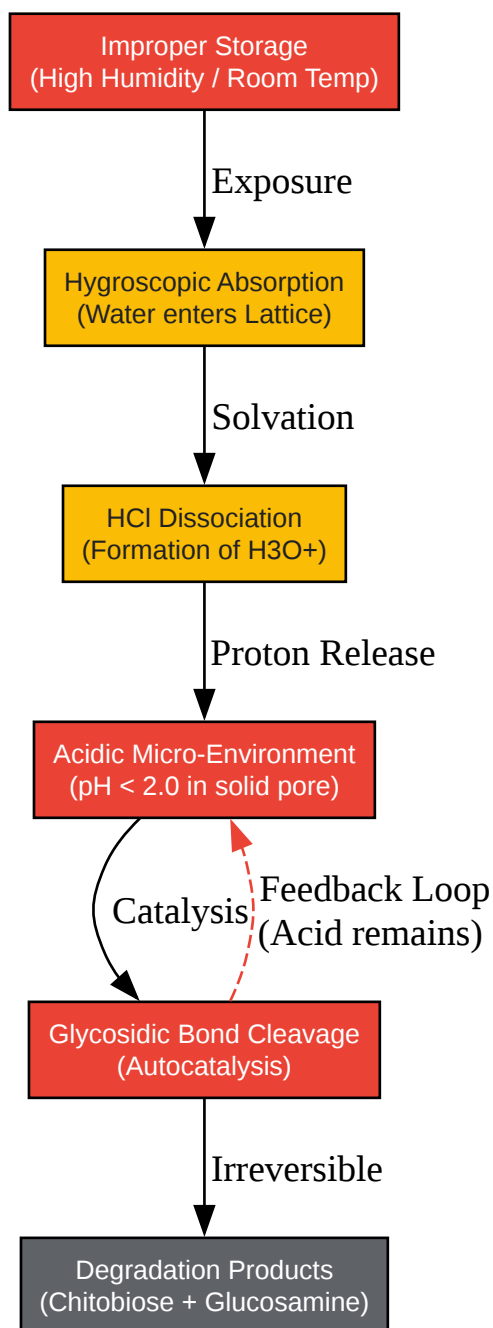 Improper Storage
(High Humidity / Room Temp)
Exposure
Hygroscopic Absorption
(Water enters Lattice)
Solvation
HCl Dissociation
(Formation of H3O+)
Proton Release
Acidic Micro-Environment
(pH < 2.0 in solid pore)
Catalysis
Feedback Loop
(Acid remains)
Glycosidic Bond Cleavage
(Autocatalysis)
Irreversible
Degradation Products
(Chitobiose + Glucosamine)